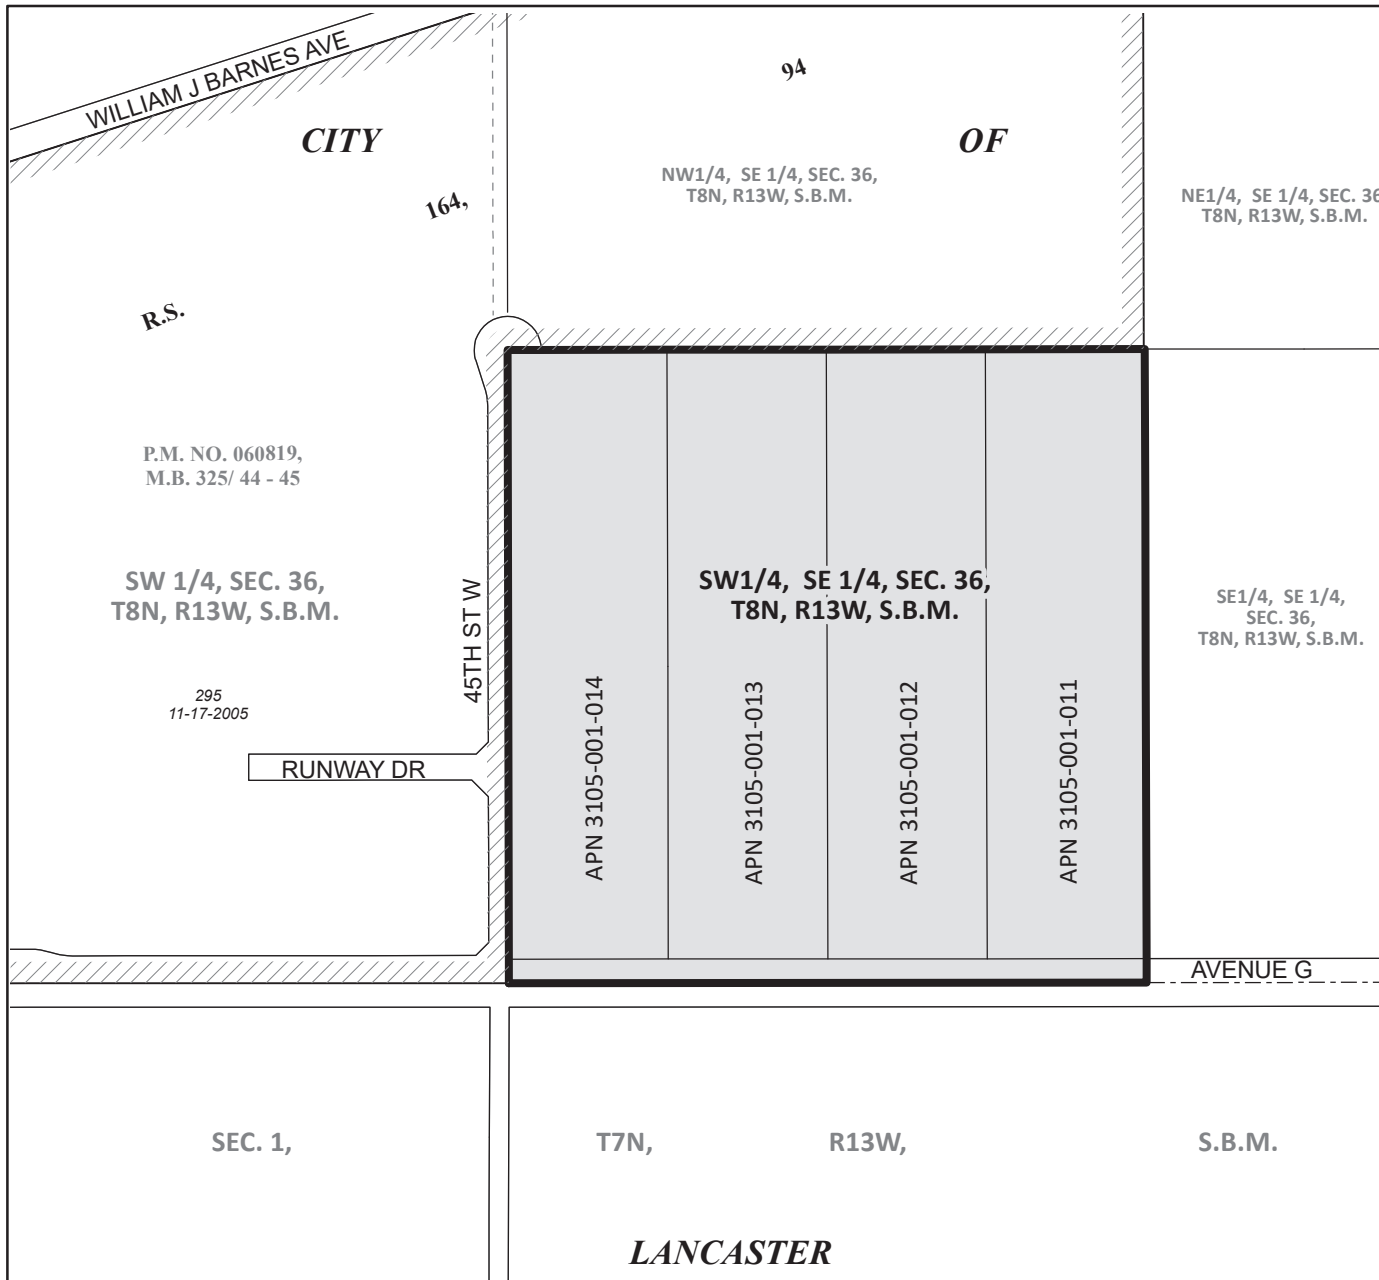 WILLIAM J BARNES AVE
94
CITY
OF
NW1/4, SE 1/4, SEC. 36,
T8N, R13W, S.B.M.
NE1/4, SE 1/4, SEC. 36
T8N, R13W, S.B.M.
164,
R.S.
P.M. NO. 060819,
M.B. 325/ 44 - 45
SW 1/4, SEC. 36,
T8N, R13W, S.B.M.
SW1/4, SE 1/4, SEC. 36,
T8N, R13W, S.B.M.
SE1/4, SE 1/4,
SEC. 36,
T8N, R13W, S.B.M.
45TH ST W
295
11-17-2005
RUNWAY DR
APN 3105-001-014
APN 3105-001-013
APN 3105-001-012
APN 3105-001-011
AVENUE G
SEC. 1,
T7N,
R13W,
S.B.M.
LANCASTER